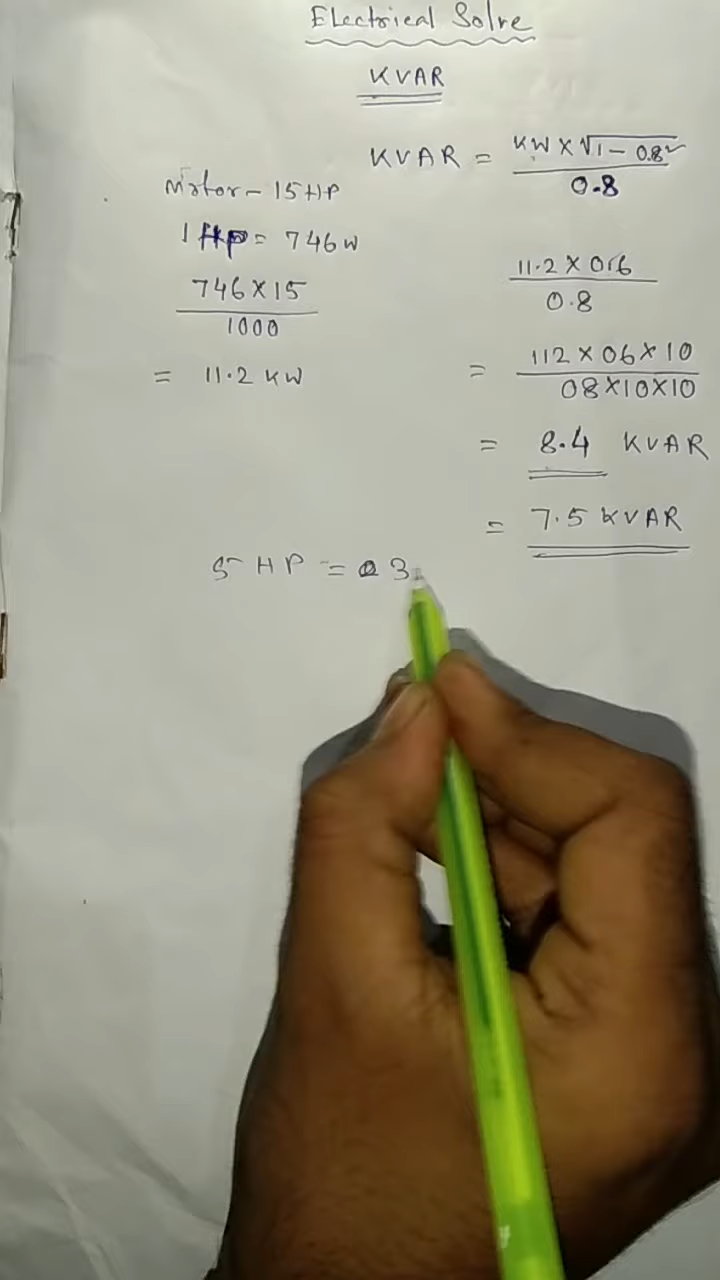 Electrical Solve
KVAR
KVAR = KW × √1 - 0.8²
0.8
Motor - 15 HP
1 HP = 746 W
746 × 15
1000
= 11.2 KW
11.2 × 0.6
0.8
= 112 × 06 × 10
08 × 10 × 10
= 8.4 KVAR
= 7.5 KVAR
5 HP = 3